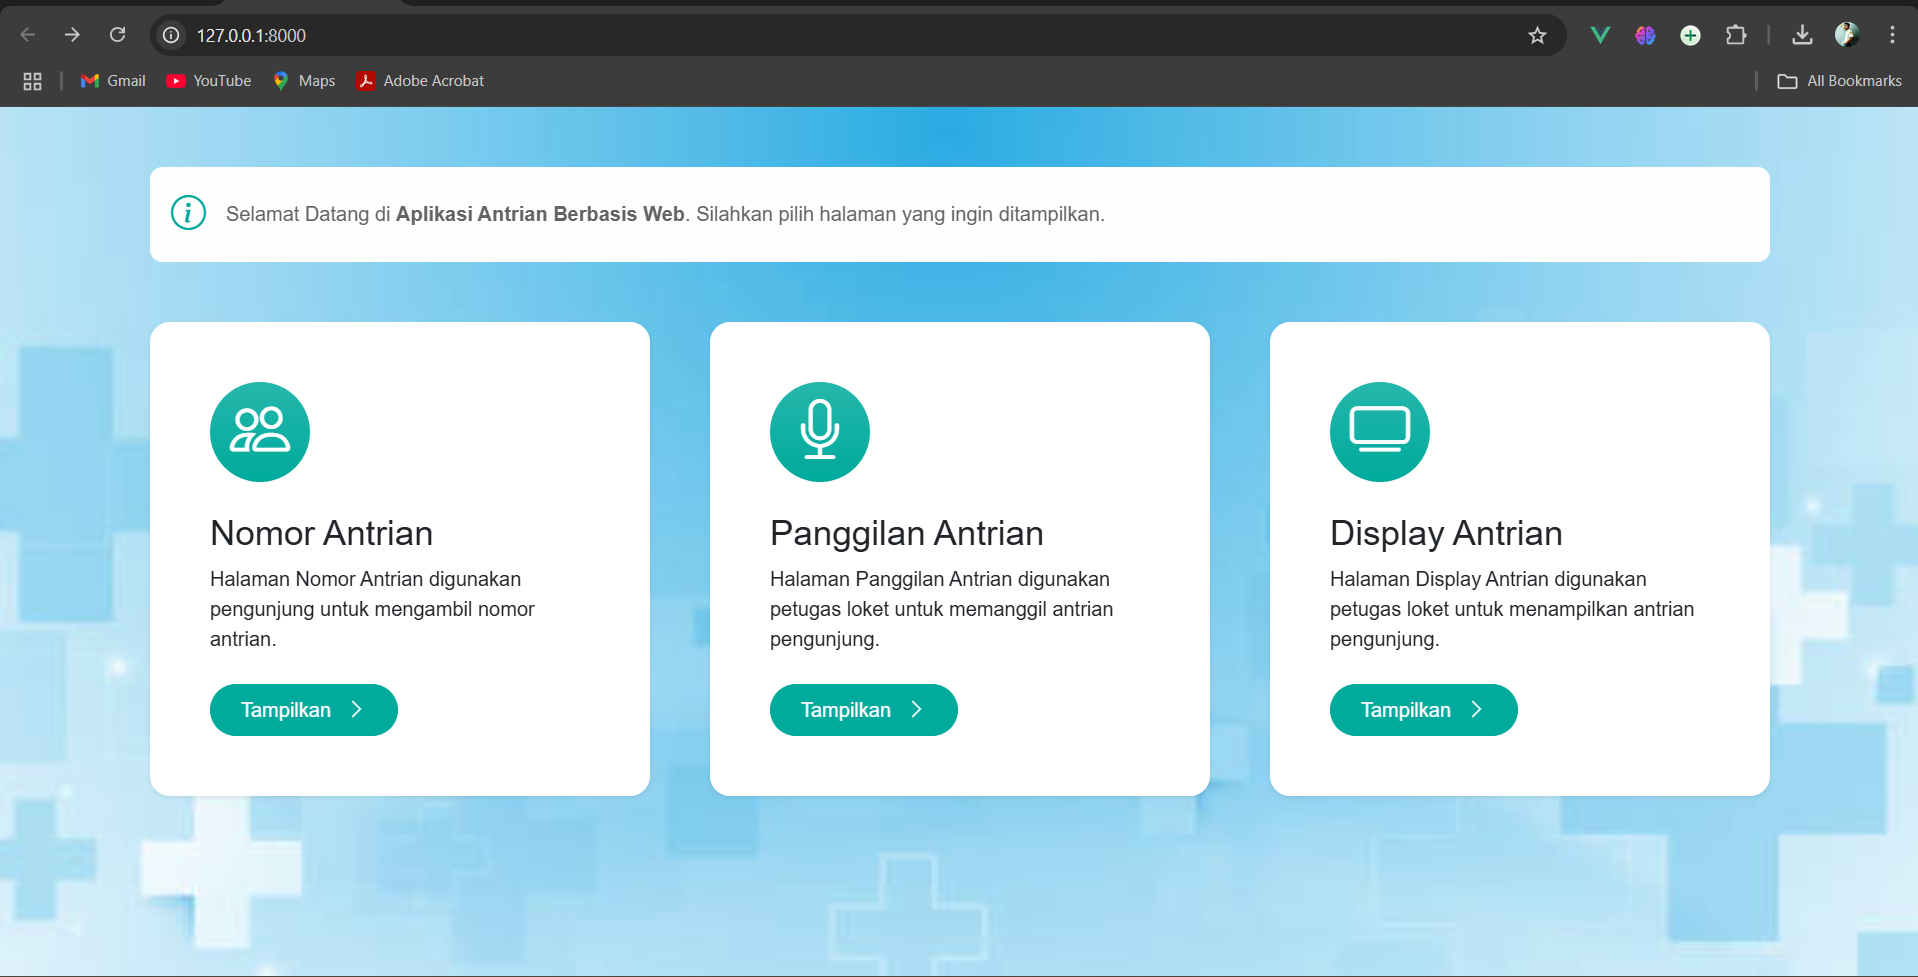 127.0.0.1:8000
Gmail YouTube Maps Adobe Acrobat All Bookmarks
Selamat Datang di Aplikasi Antrian Berbasis Web. Silahkan pilih halaman yang ingin ditampilkan.
Nomor Antrian
Halaman Nomor Antrian digunakan
pengunjung untuk mengambil nomor
antrian.
Tampilkan
Panggilan Antrian
Halaman Panggilan Antrian digunakan
petugas loket untuk memanggil antrian
pengunjung.
Tampilkan
Display Antrian
Halaman Display Antrian digunakan
petugas loket untuk menampilkan antrian
pengunjung.
Tampilkan